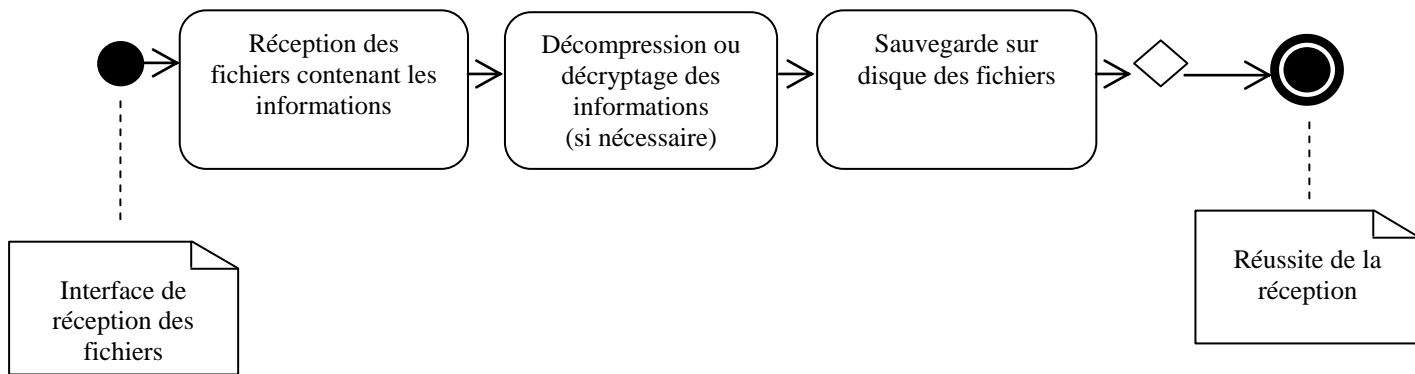 Réception des
fichiers contenant les
informations
Décompression ou
décryptage des
informations
(si nécessaire)
Sauvegarde sur
disque des fichiers
Interface de
réception des
fichiers
Réussite de la
réception